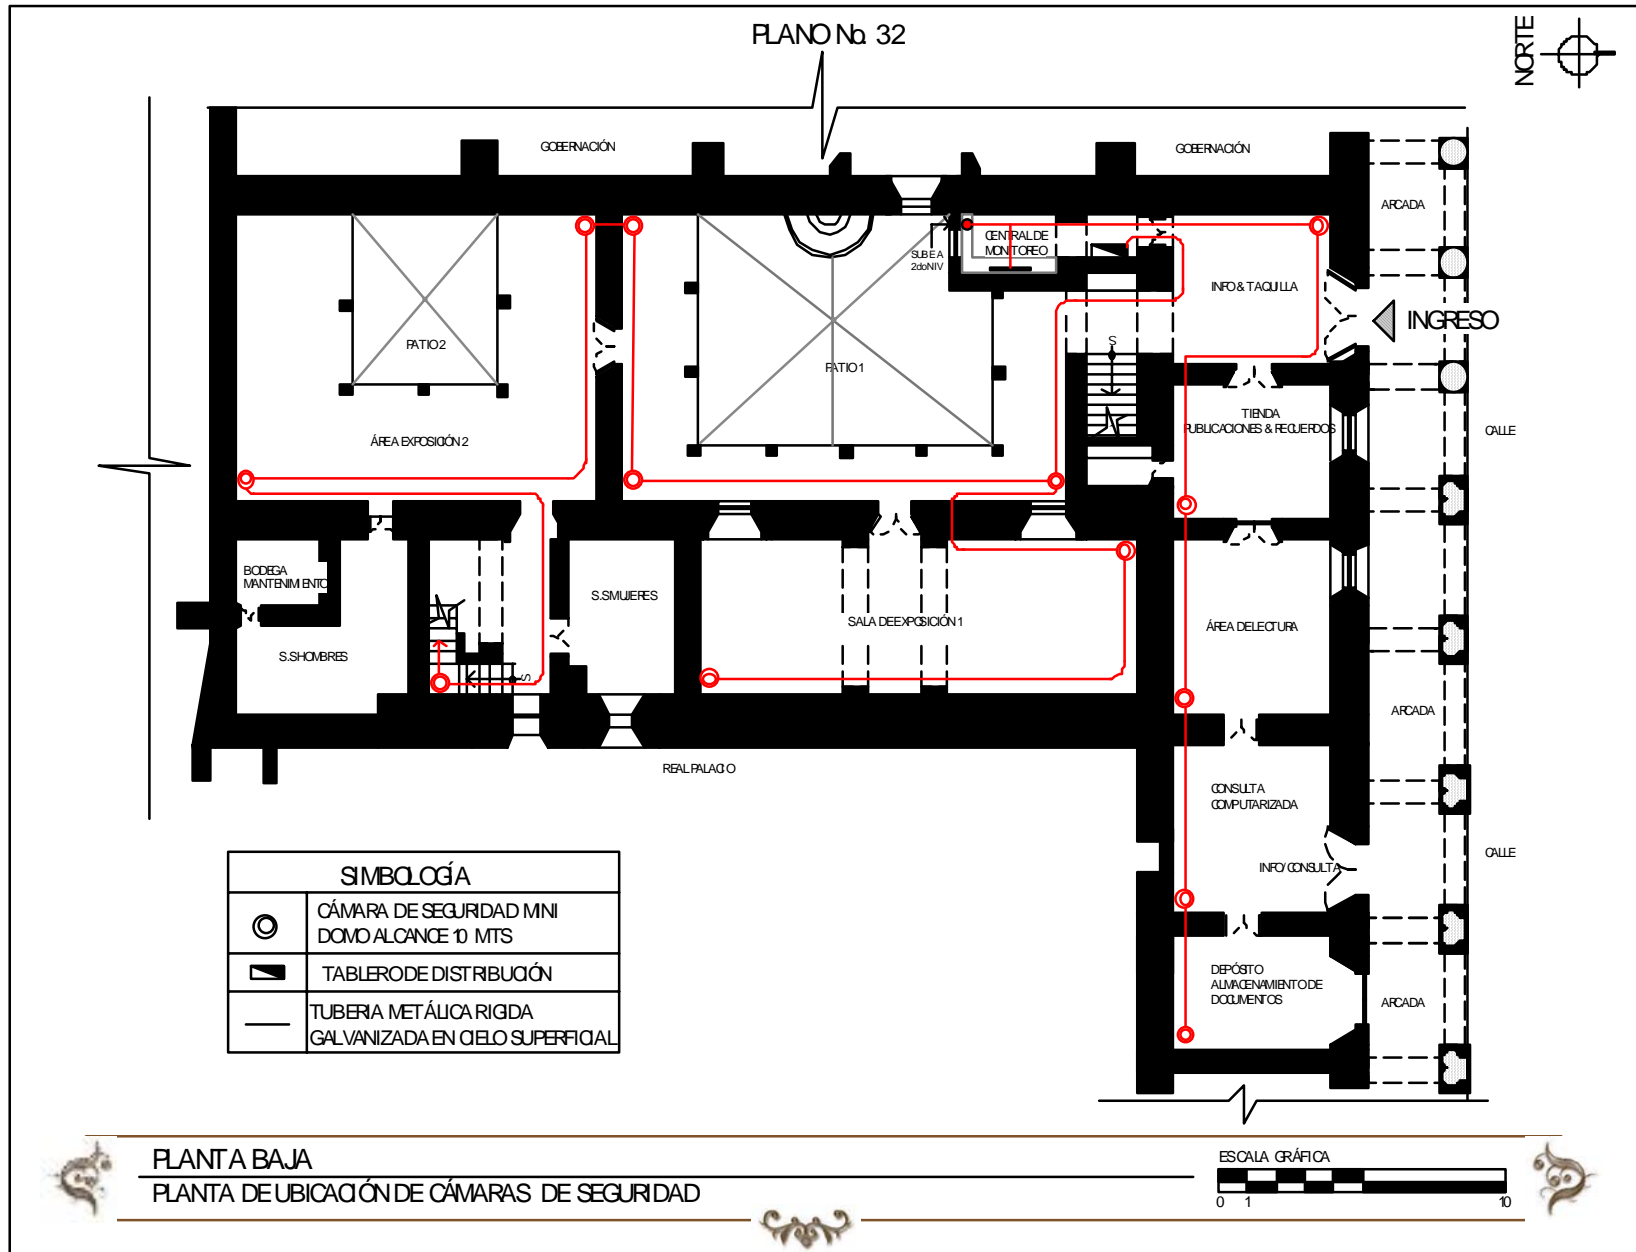 PLANO No. 32
NORTE
GOBERNACIÓN
GOBERNACIÓN
ARCADA
CENTRAL DE
MONITOREO
SUBE A
2do NIV
INFO & TAQUILLA
INGRESO
PATIO 2
PATIO 1
S
TIENDA
PUBLICACIONES & RECUERDOS
CALLE
ÁREA EXPOSICIÓN 2
BODEGA
MANTENIMIENTO
S.S MUJERES
SALA DE EXPOSICIÓN 1
ÁREA DE LECTURA
S.S HOMBRES
S
ARCADA
REAL PALACIO
CONSULTA
COMPUTARIZADA
INFO/ CONSULTA
CALLE
SIMBOLOGÍA
CÁMARA DE SEGURIDAD MINI
DOMO ALCANCE 10 MTS
TABLERO DE DISTRIBUCIÓN
TUBERIA METÁLICA RIGIDA
GALVANIZADA EN CIELO SUPERFICIAL
DEPÓSITO
ALMACENAMIENTO DE
DOCUMENTOS
ARCADA
PLANTA BAJA
PLANTA DE UBICACIÓN DE CÁMARAS DE SEGURIDAD
ESCALA GRÁFICA
0 1 10